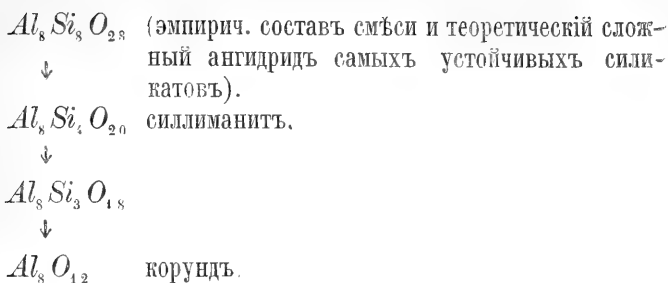 Al₈ Si₈ O₂₈ (эмпирич. составъ смѣси и теоретическій слож-
ный ангидридъ самыхъ устойчивыхъ сили-
↓ катовъ).
Al₈ Si₄ O₂₀ силлиманитъ.
↓
Al₈ Si₃ O₁₈
↓
Al₈ O₁₂ корундъ.